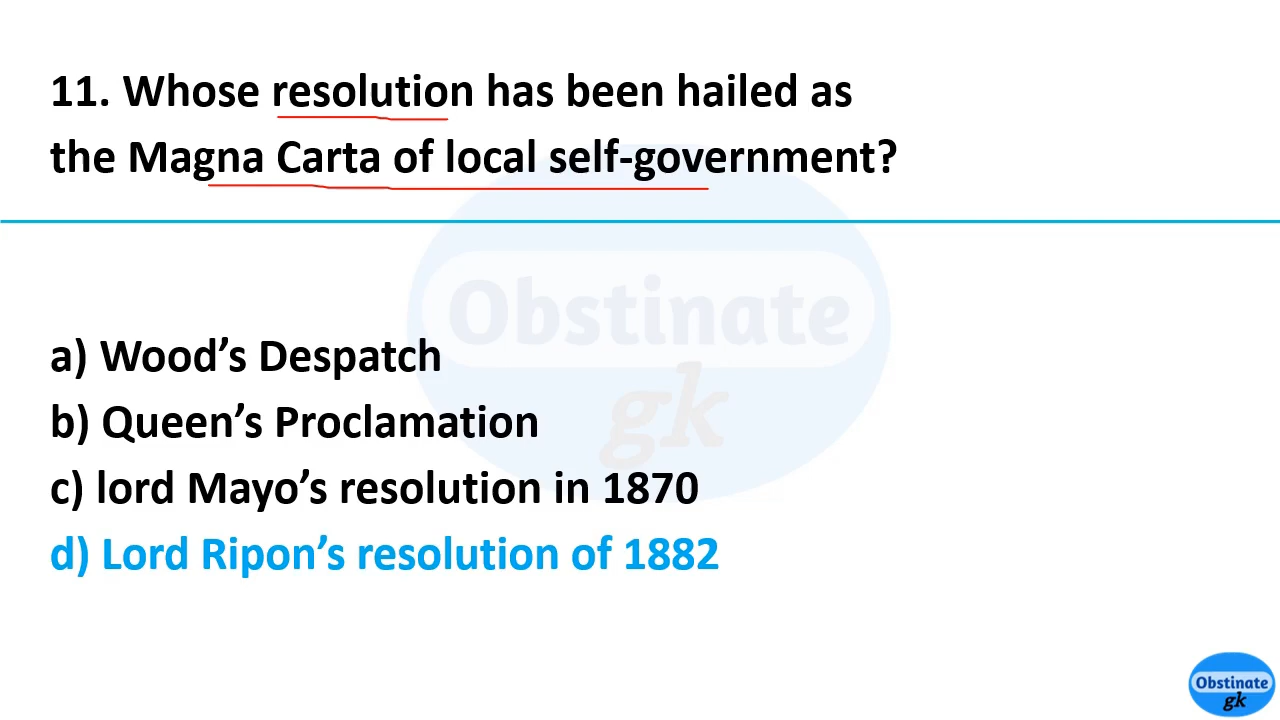 11. Whose resolution has been hailed as
the Magna Carta of local self-government?
Obstinate
gk
a) Wood’s Despatch
b) Queen’s Proclamation
c) lord Mayo’s resolution in 1870
d) Lord Ripon’s resolution of 1882
Obstinate
gk